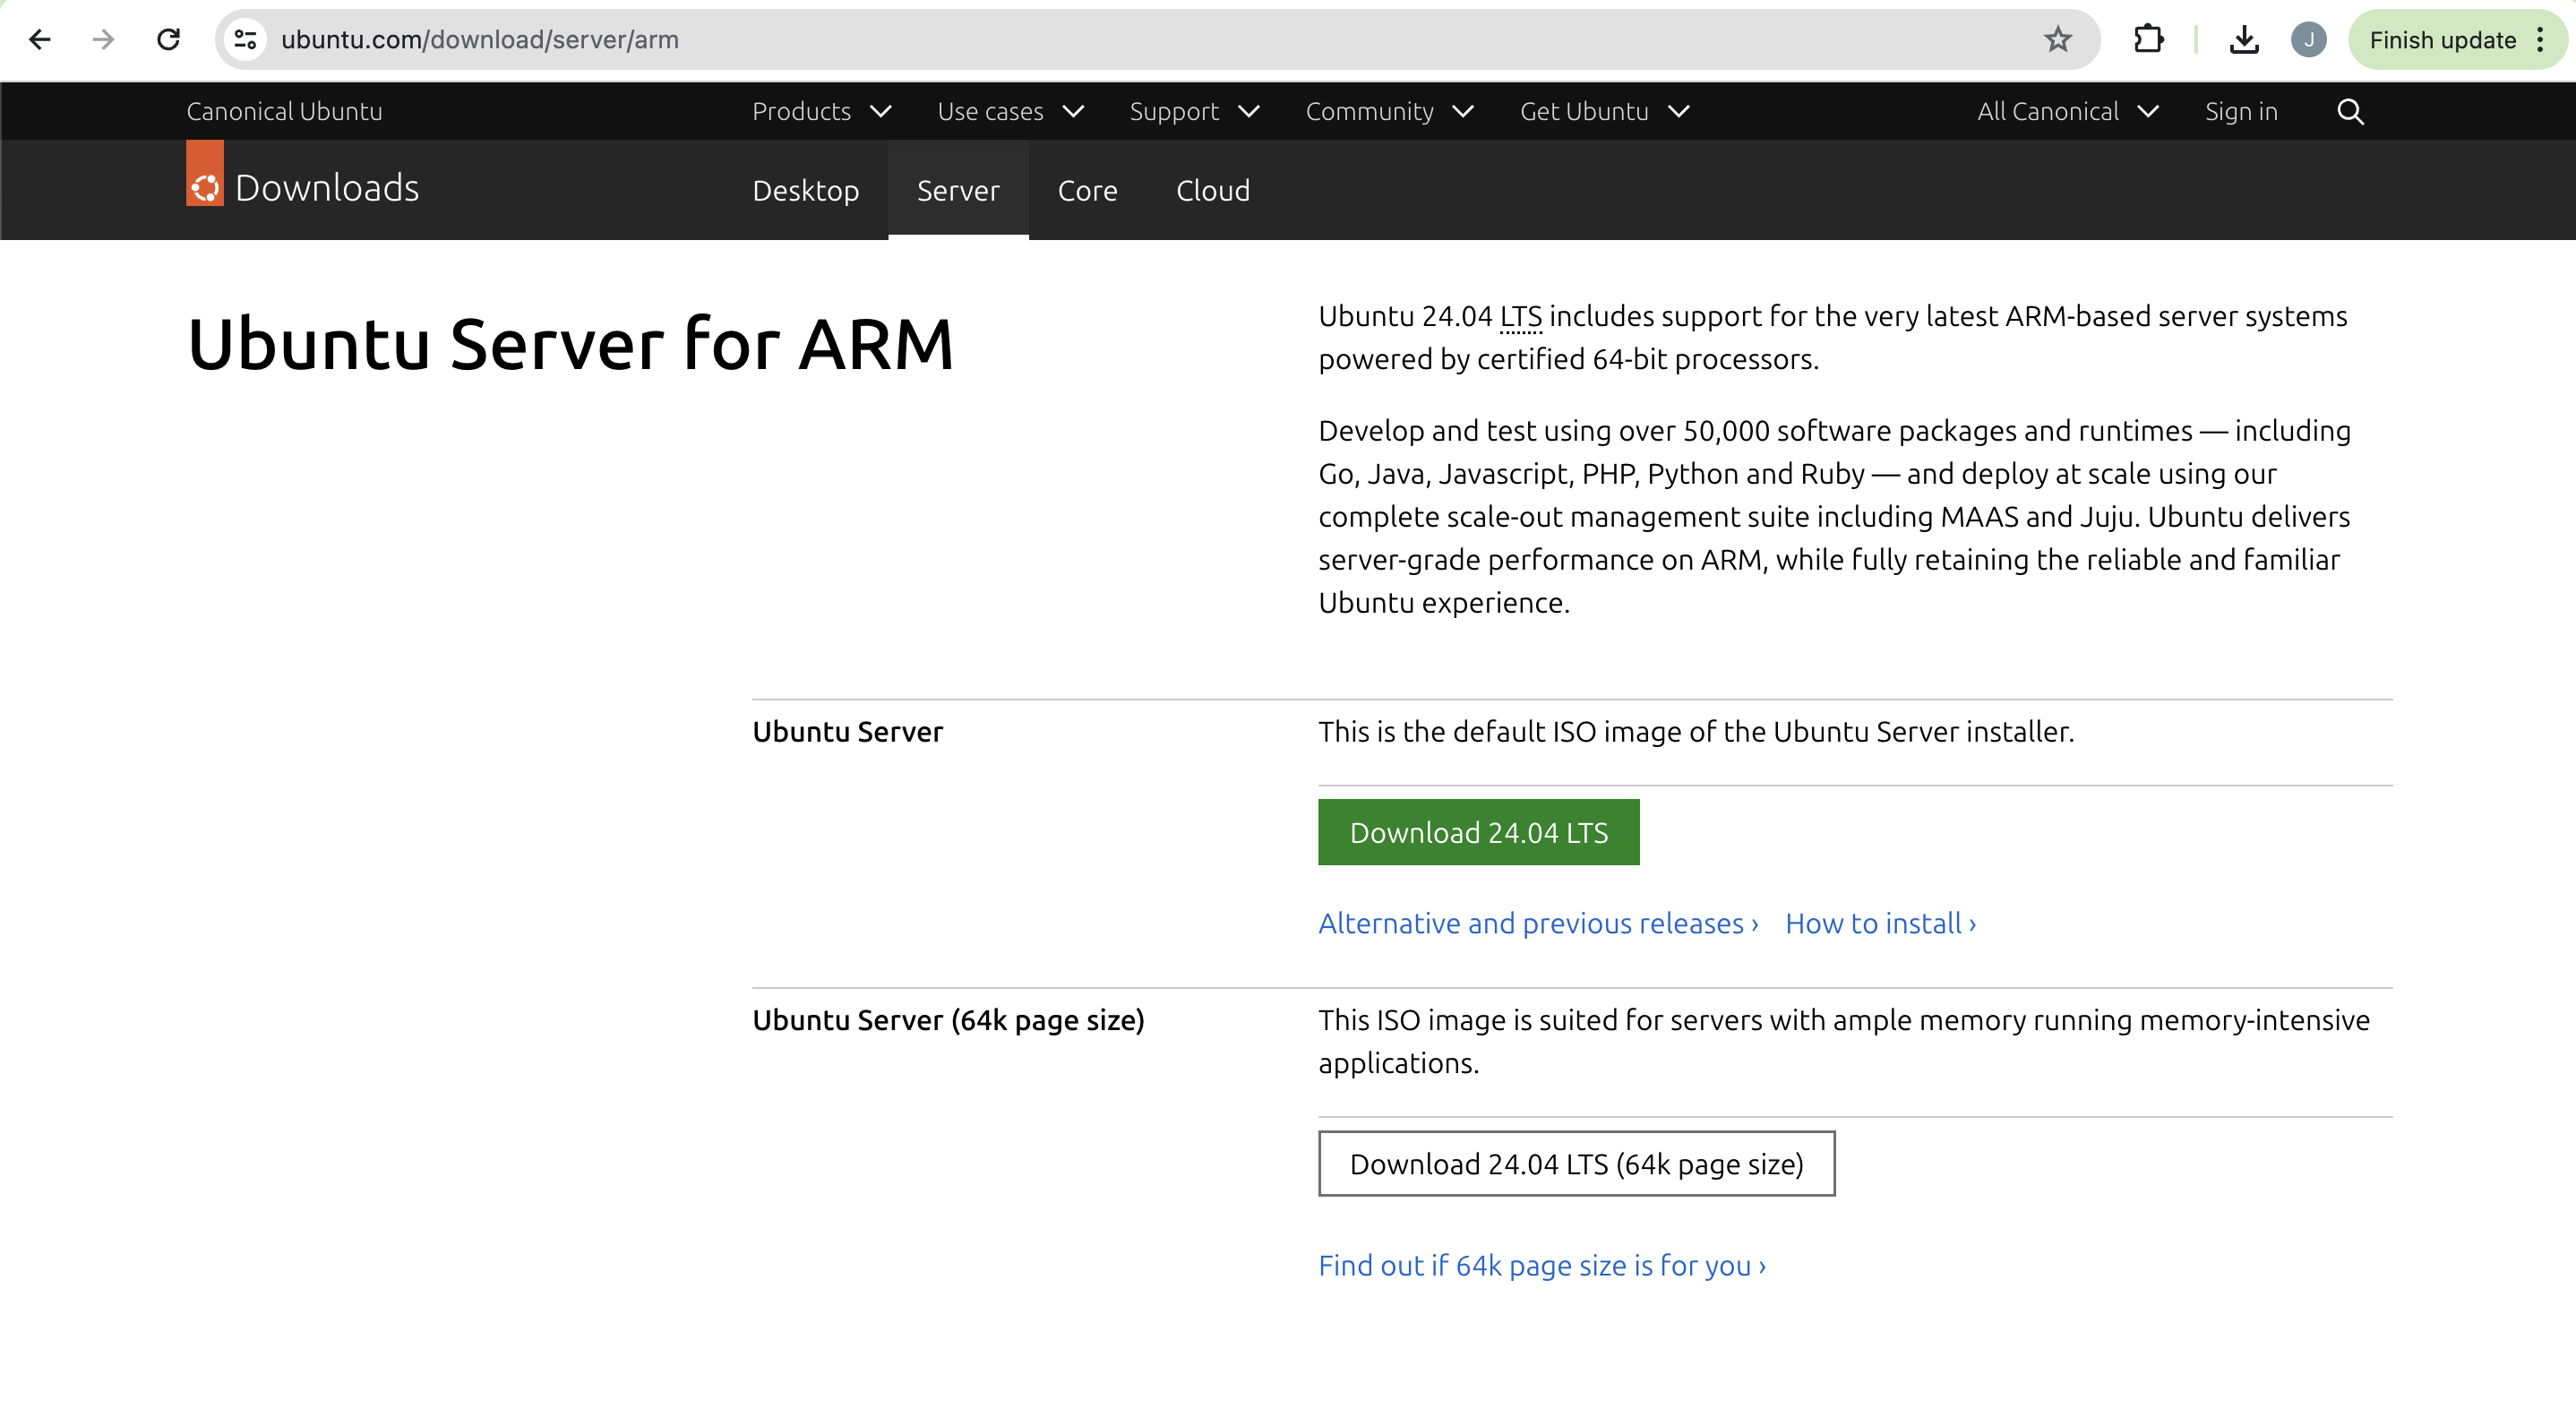 ubuntu.com/download/server/arm
J
Finish update
Canonical Ubuntu
Products
Use cases
Support
Community
Get Ubuntu
All Canonical
Sign in
Downloads
Desktop
Server
Core
Cloud
Ubuntu Server for ARM
Ubuntu 24.04 LTS includes support for the very latest ARM-based server systems
powered by certified 64-bit processors.
Develop and test using over 50,000 software packages and runtimes — including
Go, Java, Javascript, PHP, Python and Ruby — and deploy at scale using our
complete scale-out management suite including MAAS and Juju. Ubuntu delivers
server-grade performance on ARM, while fully retaining the reliable and familiar
Ubuntu experience.
Ubuntu Server
This is the default ISO image of the Ubuntu Server installer.
Download 24.04 LTS
Alternative and previous releases ›
How to install ›
Ubuntu Server (64k page size)
This ISO image is suited for servers with ample memory running memory-intensive
applications.
Download 24.04 LTS (64k page size)
Find out if 64k page size is for you ›